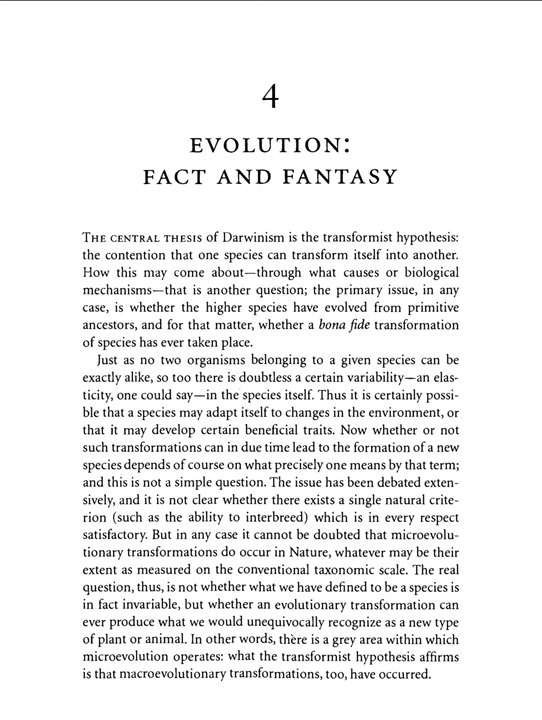 4
EVOLUTION:
FACT AND FANTASY
THE CENTRAL THESIS of Darwinism is the transformist hypothesis:
the contention that one species can transform itself into another.
How this may come about—through what causes or biological
mechanisms—that is another question; the primary issue, in any
case, is whether the higher species have evolved from primitive
ancestors, and for that matter, whether a bona fide transformation
of species has ever taken place.
Just as no two organisms belonging to a given species can be
exactly alike, so too there is doubtless a certain variability—an elas-
ticity, one could say—in the species itself. Thus it is certainly possi-
ble that a species may adapt itself to changes in the environment, or
that it may develop certain beneficial traits. Now whether or not
such transformations can in due time lead to the formation of a new
species depends of course on what precisely one means by that term;
and this is not a simple question. The issue has been debated exten-
sively, and it is not clear whether there exists a single natural crite-
rion (such as the ability to interbreed) which is in every respect
satisfactory. But in any case it cannot be doubted that microevolu-
tionary transformations do occur in Nature, whatever may be their
extent as measured on the conventional taxonomic scale. The real
question, thus, is not whether what we have defined to be a species is
in fact invariable, but whether an evolutionary transformation can
ever produce what we would unequivocally recognize as a new type
of plant or animal. In other words, there is a grey area within which
microevolution operates: what the transformist hypothesis affirms
is that macroevolutionary transformations, too, have occurred.